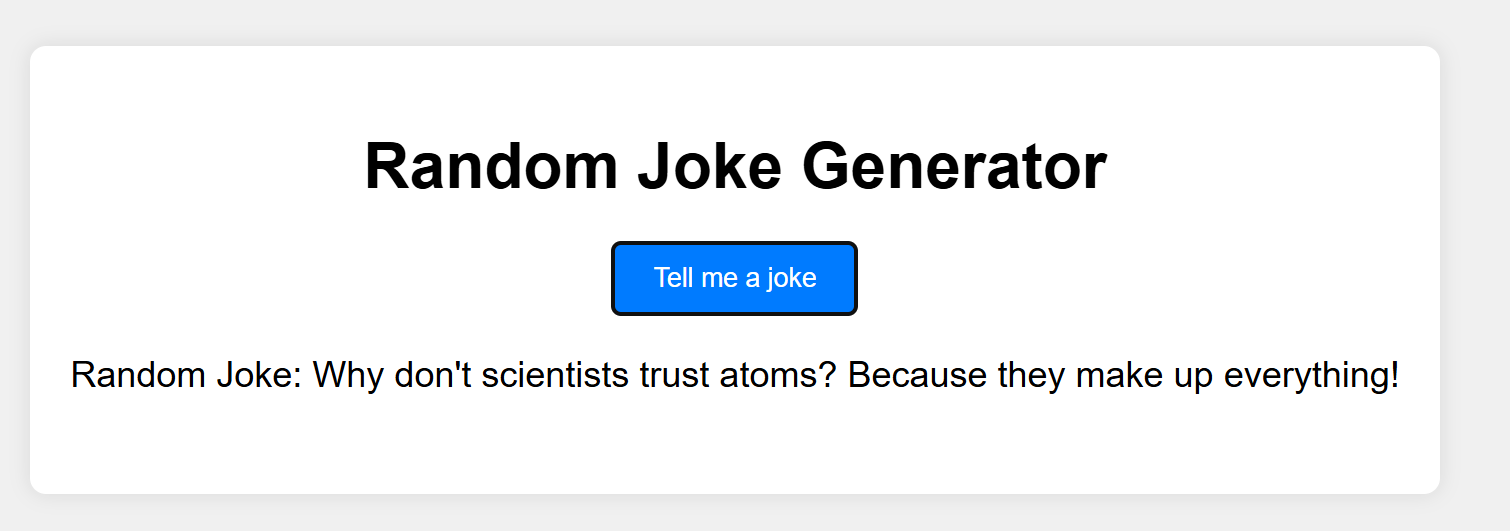 Random Joke Generator
Tell me a joke
Random Joke: Why don't scientists trust atoms? Because they make up everything!